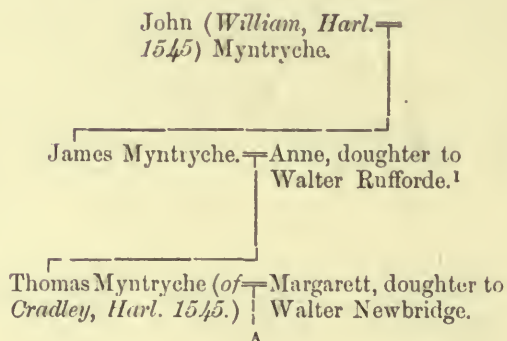 John (William, Harl.
1545) Myntryche.
James Myntryche.
Anne, doughter to
Walter Rufforde.¹
Thomas Myntryche (of
Cradley, Harl. 1545.)
Margarett, doughter to
Walter Newbridge.
A